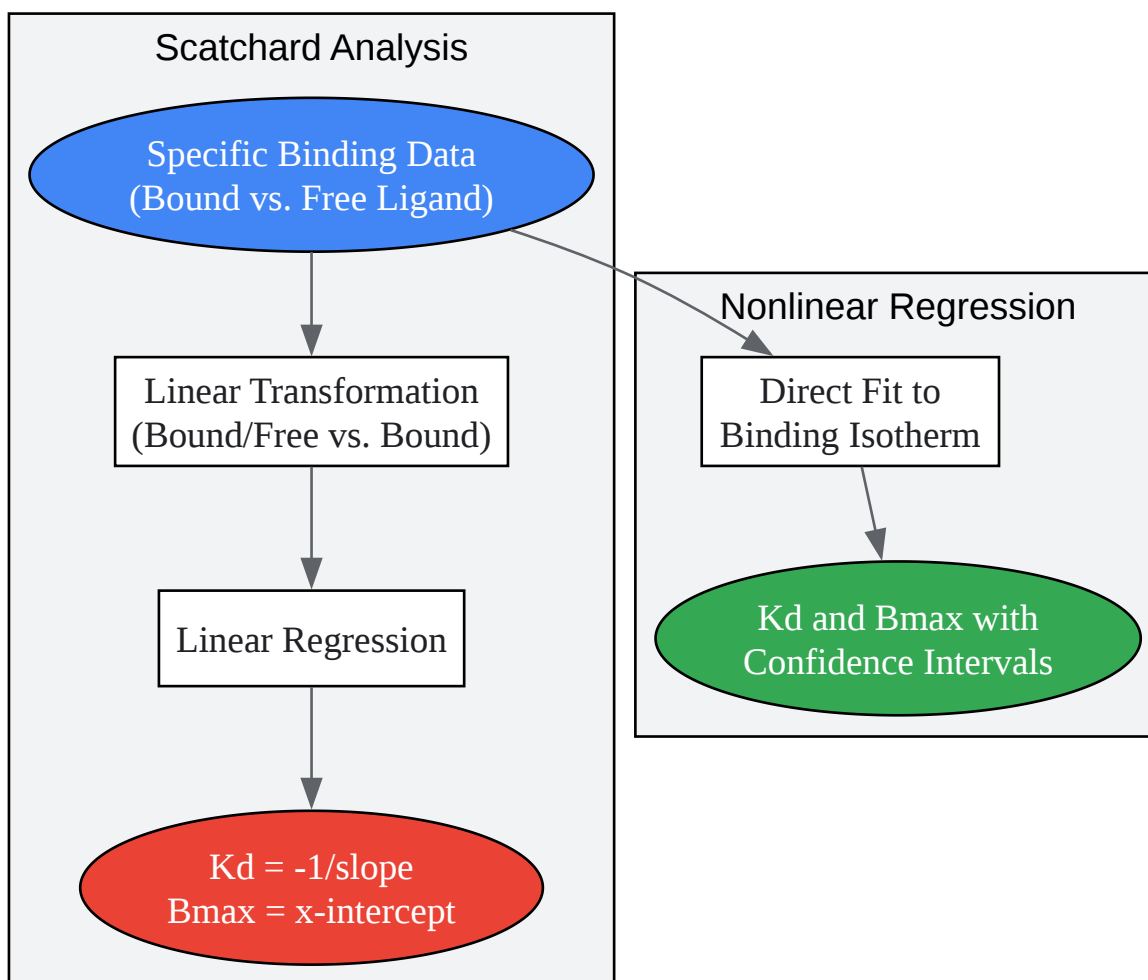 Scatchard Analysis
Specific Binding Data
(Bound vs. Free Ligand)
Linear Transformation
(Bound/Free vs. Bound)
Linear Regression
Kd = -1/slope
Bmax = x-intercept
Nonlinear Regression
Direct Fit to
Binding Isotherm
Kd and Bmax with
Confidence Intervals